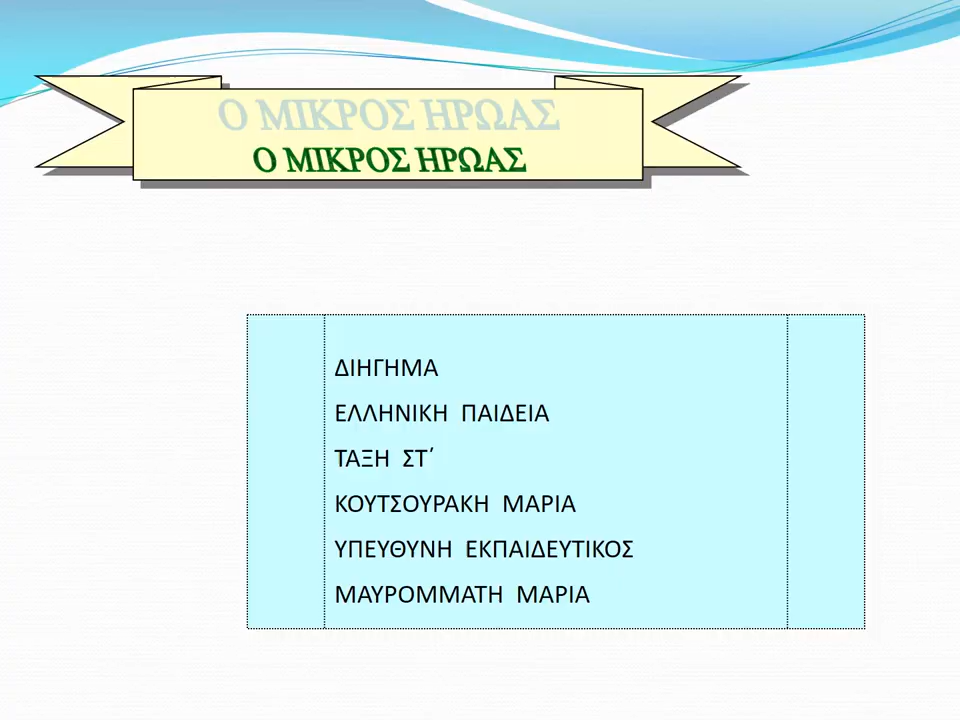 Ο ΜΙΚΡΟΣ ΗΡΩΑΣ
Ο ΜΙΚΡΟΣ ΗΡΩΑΣ
ΔΙΗΓΗΜΑ
ΕΛΛΗΝΙΚΗ ΠΑΙΔΕΙΑ
ΤΑΞΗ ΣΤ΄
ΚΟΥΤΣΟΥΡΑΚΗ ΜΑΡΙΑ
ΥΠΕΥΘΥΝΗ ΕΚΠΑΙΔΕΥΤΙΚΟΣ
ΜΑΥΡΟΜΜΑΤΗ ΜΑΡΙΑ